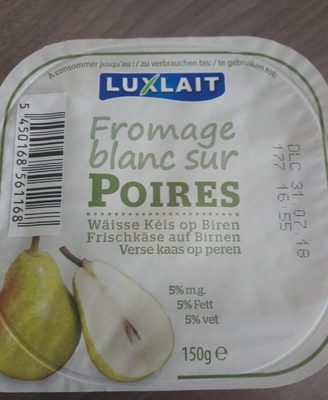 A consommer jusqu'au : / zu verbrauchen bis: / te gebruiken tot:
LUXLAIT
Fromage
blanc sur
POIRES
Wäisse Kéis op Biren
Frischkäse auf Birnen
Verse kaas op peren
5% m.g.
5% Fett
5% vet
150g e
5 450168 561168
DLC 31.07.18
177 16:55